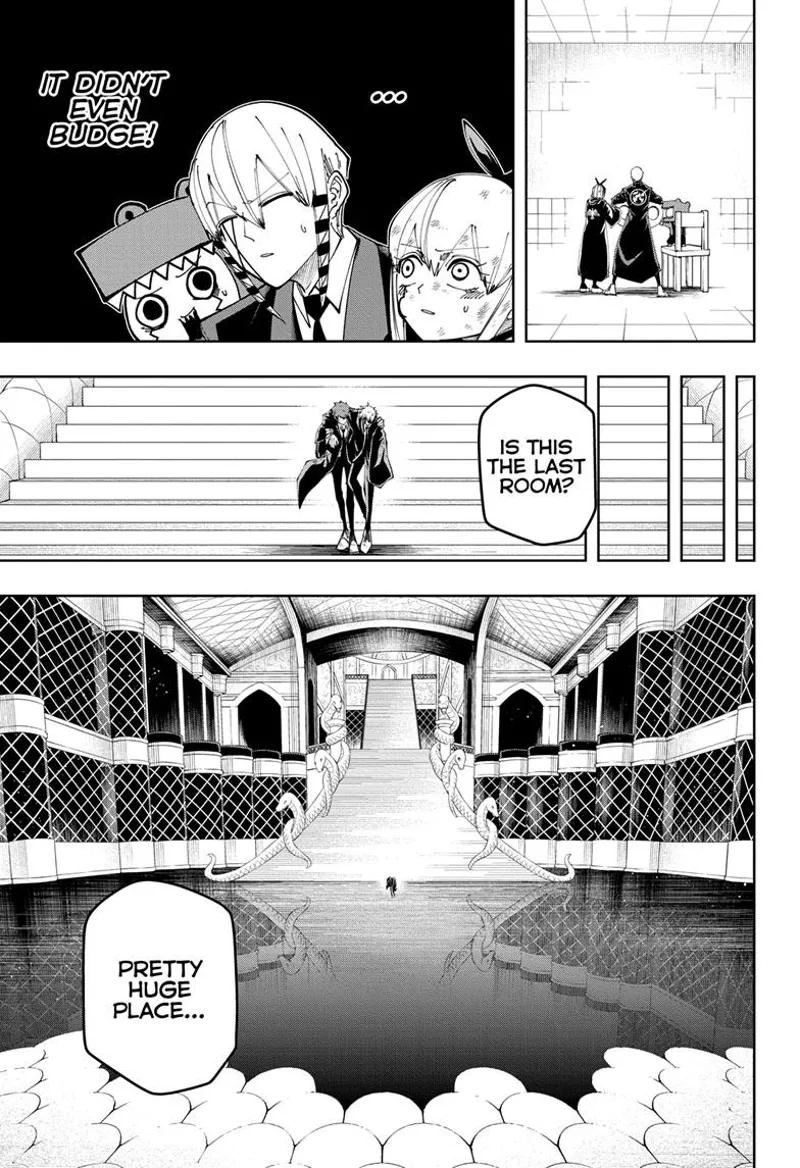 ...
IT DIDN'T
EVEN
BUDGE!
IS THIS
THE LAST
ROOM?
PRETTY
HUGE
PLACE...